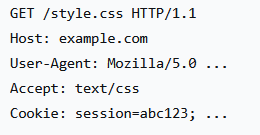 GET /style.css HTTP/1.1
Host: example.com
User-Agent: Mozilla/5.0 ...
Accept: text/css
Cookie: session=abc123; ...